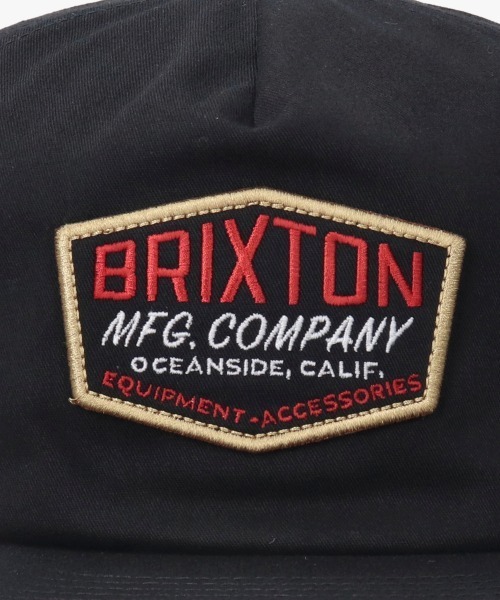 BRIXTON
MFG. COMPANY
OCEANSIDE, CALIF.
EQUIPMENT-ACCESSORIES